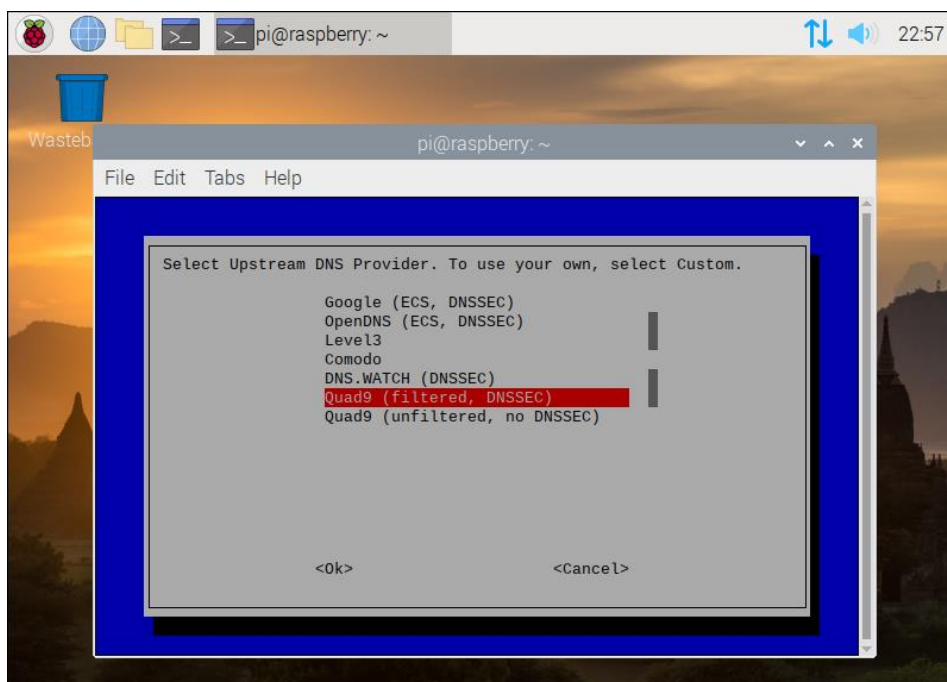 pi@raspberry: ~
22:57
Wasteb
pi@raspberry: ~
File Edit Tabs Help
Select Upstream DNS Provider. To use your own, select Custom.
Google (ECS, DNSSEC)
OpenDNS (ECS, DNSSEC)
Level3
Comodo
DNS.WATCH (DNSSEC)
Quad9 (filtered, DNSSEC)
Quad9 (unfiltered, no DNSSEC)
<Ok> <Cancel>